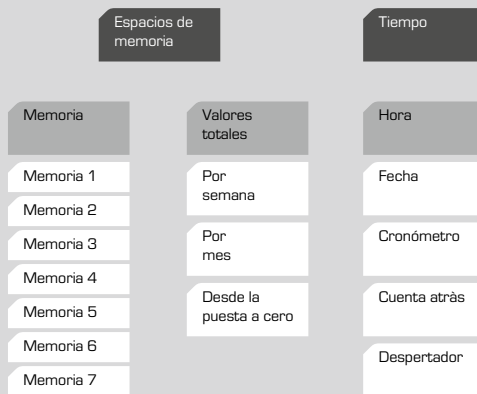 Espacios de
memoria
Tiempo
Memoria
Valores
totales
Hora
Memoria 1
Memoria 2
Memoria 3
Memoria 4
Memoria 5
Memoria 6
Memoria 7
Por
semana
Por
mes
Desde la
puesta a cero
Fecha
Cronómetro
Cuenta atràs
Despertador